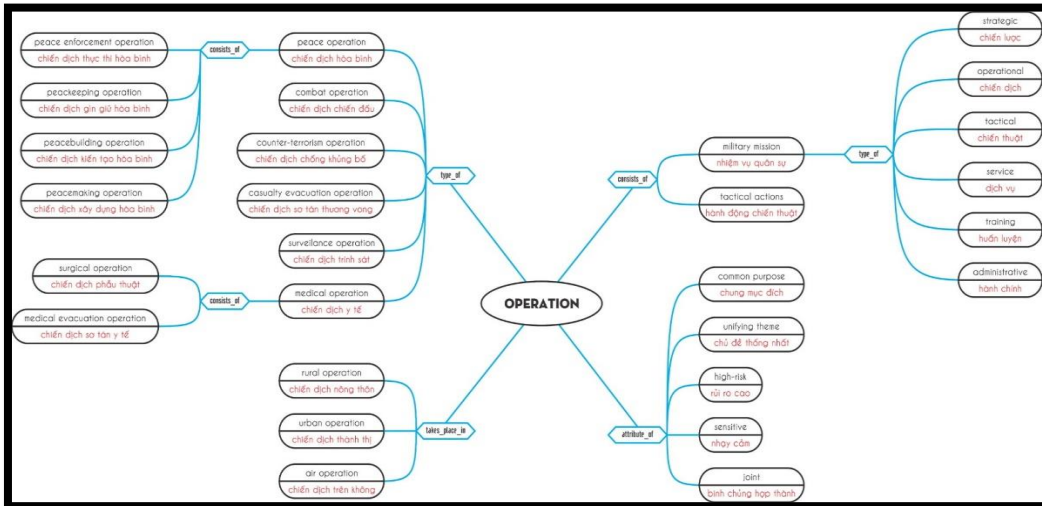 peace enforcement operation
chiến dịch thực thi hòa bình
peackeeping operation
chiến dịch gìn giữ hòa bình
peacebuilding operation
chiến dịch kiến tạo hòa bình
peacemaking operation
chiến dịch xây dựng hòa bình
consists_of
peace operation
chiến dịch hòa bình
combat operation
chiến dịch chiến đấu
counter-terrorism operation
chiến dịch chống khủng bố
casualty evacuation operation
chiến dịch sơ tán thương vong
surveilance operation
chiến dịch trinh sát
medical operation
chiến dịch y tế
type_of
surgical operation
chiến dịch phẫu thuật
medical evacuation operation
chiến dịch sơ tán y tế
consists_of
rural operation
chiến dịch nông thôn
urban operation
chiến dịch thành thị
air operation
chiến dịch trên không
takes_place_in
OPERATION
consists_of
military mission
nhiệm vụ quân sự
tactical actions
hành động chiến thuật
type_of
strategic
chiến lược
operational
chiến dịch
tactical
chiến thuật
service
dịch vụ
training
huấn luyện
administrative
hành chính
attribute_of
common purpose
chung mục đích
unifying theme
chủ đề thống nhất
high-risk
rủi ro cao
sensitive
nhạy cảm
joint
binh chủng hợp thành